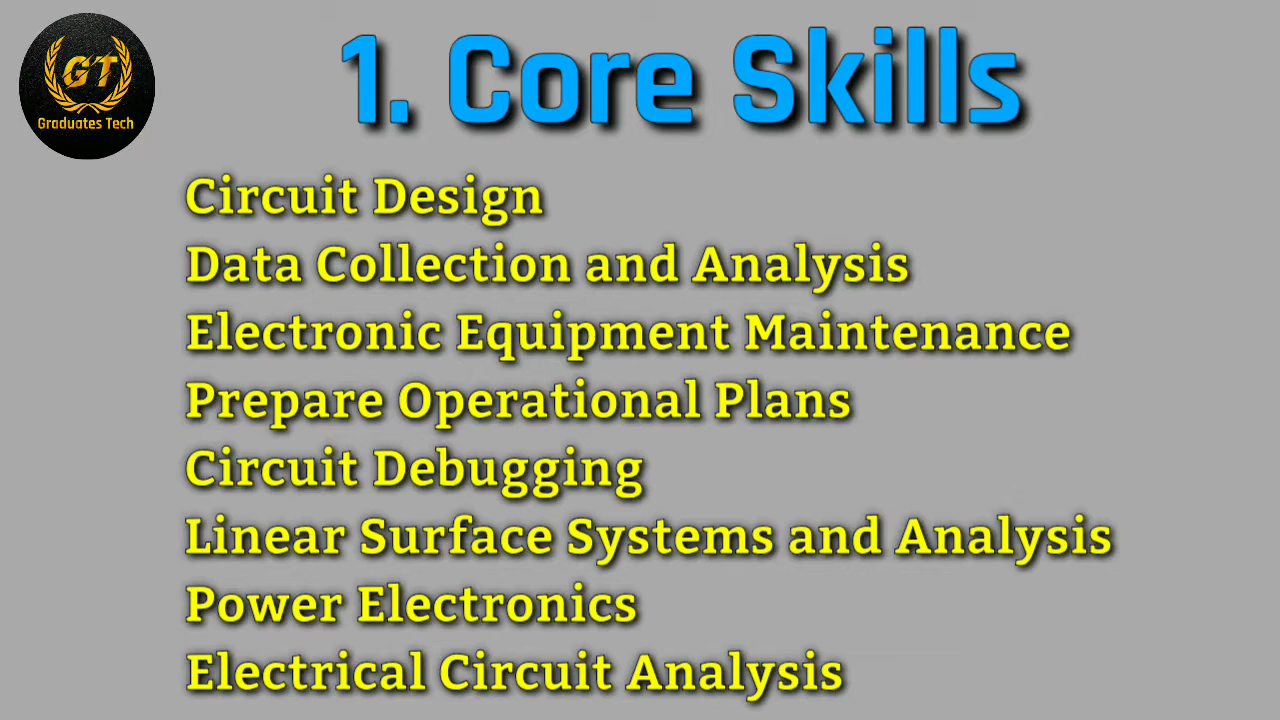 GT
Graduates Tech
1. Core Skills
Circuit Design
Data Collection and Analysis
Electronic Equipment Maintenance
Prepare Operational Plans
Circuit Debugging
Linear Surface Systems and Analysis
Power Electronics
Electrical Circuit Analysis